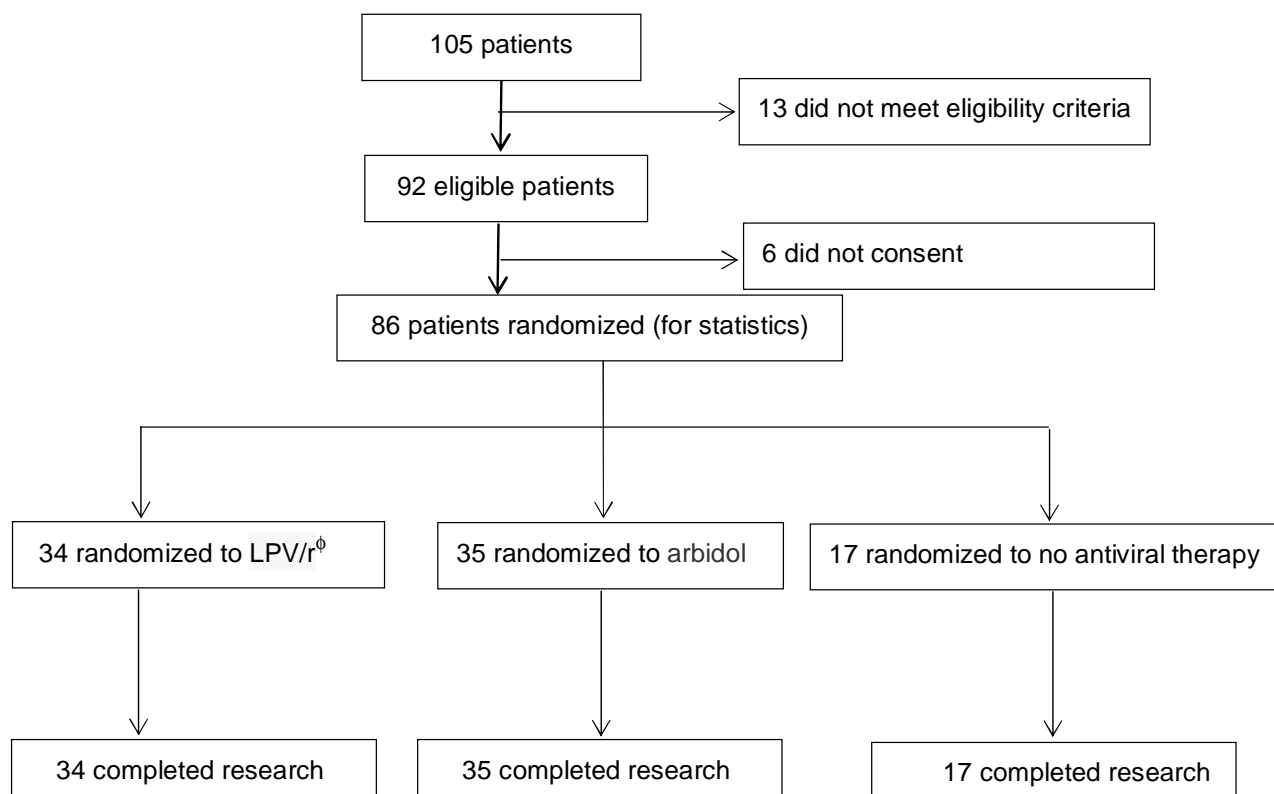 105 patients
13 did not meet eligibility criteria
92 eligible patients
6 did not consent
86 patients randomized (for statistics)
34 randomized to LPV/r^ϕ
35 randomized to arbidol
17 randomized to no antiviral therapy
34 completed research
35 completed research
17 completed research